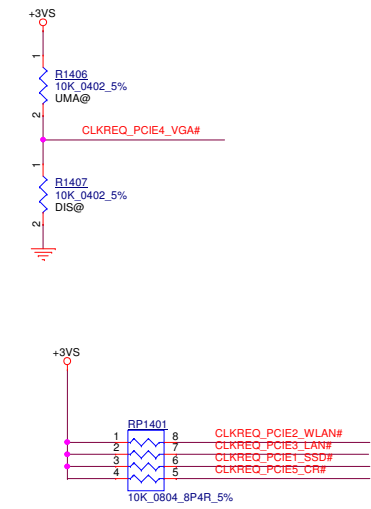 +3VS
1
R1406
10K_0402_5%
UMA@
2
CLKREQ_PCIE4_VGA#
1
R1407
10K_0402_5%
DIS@
2
+3VS
RP1401
1 8 CLKREQ_PCIE2_WLAN#
2 7 CLKREQ_PCIE3_LAN#
3 6 CLKREQ_PCIE1_SSD#
4 5 CLKREQ_PCIE5_CR#
10K_0804_8P4R_5%